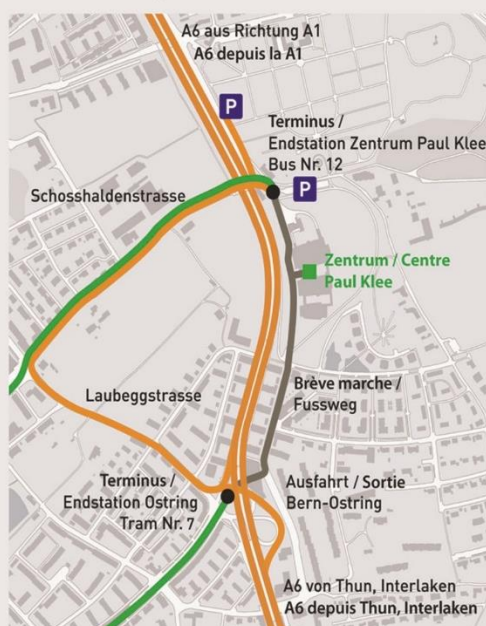 A6 aus Richtung A1
A6 depuis la A1
P
Terminus /
Endstation Zentrum Paul Klee
Bus Nr. 12
P
Schosshaldenstrasse
Zentrum / Centre
Paul Klee
Laubeggstrasse
Brève marche /
Fussweg
Terminus /
Endstation Ostring
Tram Nr. 7
Ausfahrt / Sortie
Bern-Ostring
A6 von Thun, Interlaken
A6 depuis Thun, Interlaken